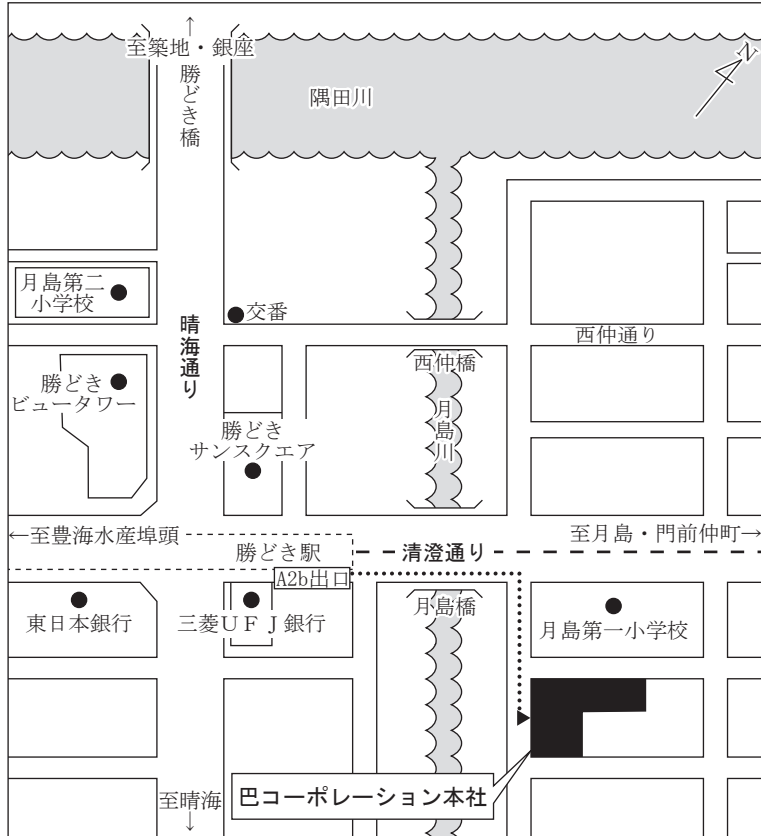 ↑
至築地・銀座
勝どき橋
隅田川
N
月島第二
小学校
交番
晴海通り
西仲通り
勝どき
ビュータワー
西仲橋
月島川
勝どき
サンスクエア
←至豊海水産埠頭
至月島・門前仲町→
勝どき駅
清澄通り
A2b出口
東日本銀行
三菱UFJ銀行
月島橋
月島第一小学校
至晴海
↓
巴コーポレーション本社